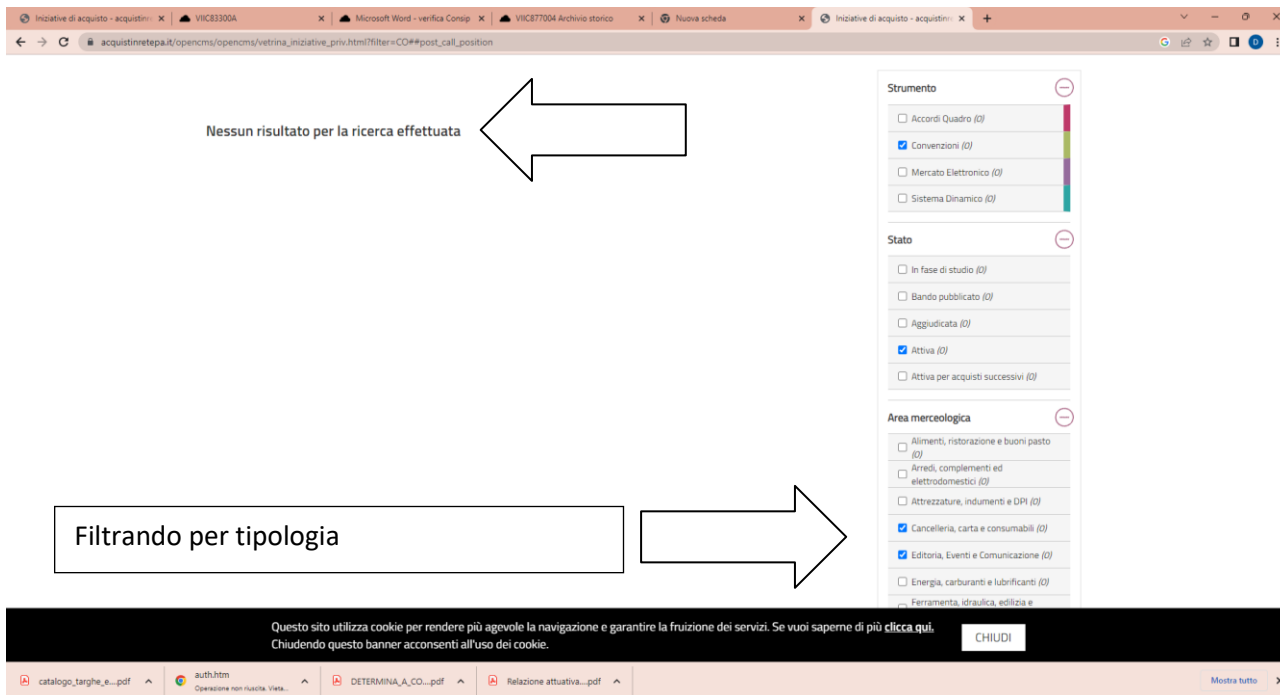 Iniziative di acquisto - acquistinre
VIIC83300A
Microsoft Word - verifica Consip
VIIC877004 Archivio storico
Nuova scheda
Iniziative di acquisto - acquistinre
acquistinretepa.it/opencms/opencms/vetrina_iniziative_priv.html?filter=CO##post_call_position
Nessun risultato per la ricerca effettuata
Strumento
Accordi Quadro (0)
Convenzioni (0)
Mercato Elettronico (0)
Sistema Dinamico (0)
Stato
In fase di studio (0)
Bando pubblicato (0)
Aggiudicata (0)
Attiva (0)
Attiva per acquisti successivi (0)
Area merceologica
Alimenti, ristorazione e buoni pasto
(0)
Arredi, complementi ed
elettrodomestici (0)
Attrezzature, indumenti e DPI (0)
Cancelleria, carta e consumabili (0)
Editoria, Eventi e Comunicazione (0)
Energia, carburanti e lubrificanti (0)
Ferramenta, idraulica, edilizia e
Filtrando per tipologia
Questo sito utilizza cookie per rendere più agevole la navigazione e garantire la fruizione dei servizi. Se vuoi saperne di più clicca qui.
Chiudendo questo banner acconsenti all'uso dei cookie.
CHIUDI
catalogo_targhe_e....pdf
auth.htm
Operazione non riuscita. Vieta...
DETERMINA_A_CO....pdf
Relazione attuativa....pdf
Mostra tutto